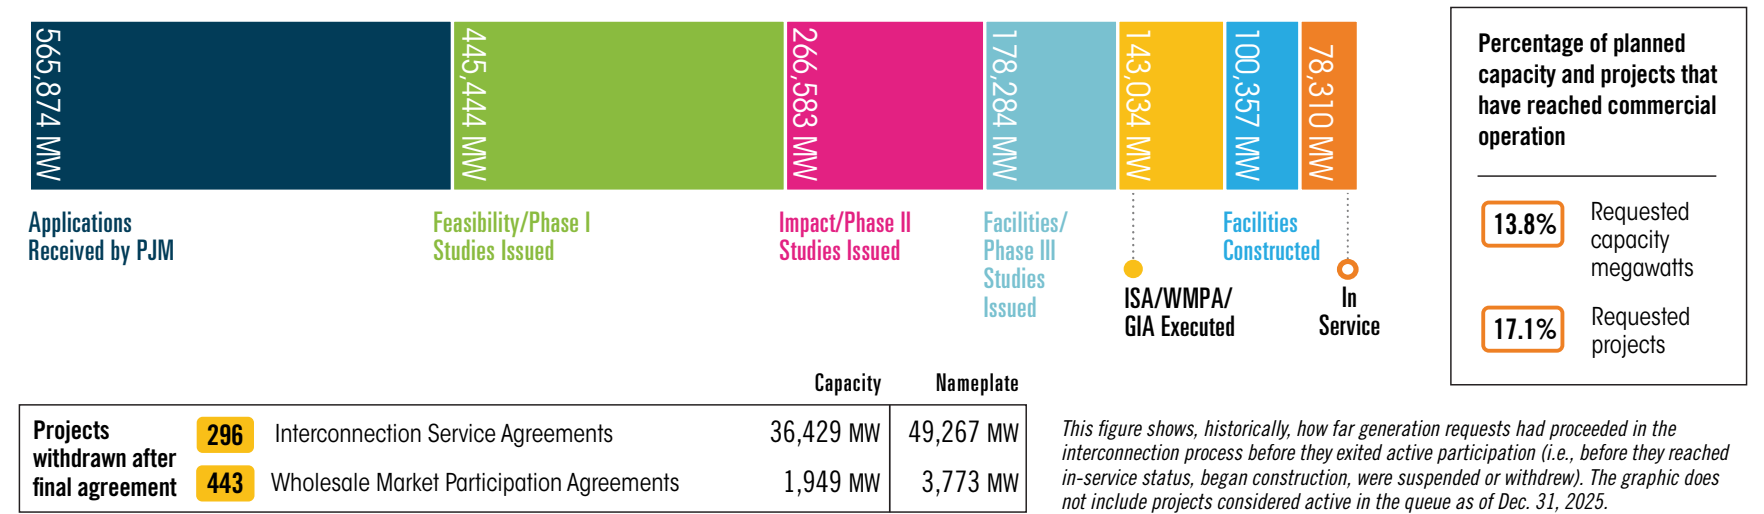 565,874 MW
445,444 MW
266,583 MW
178,284 MW
143,034 MW
100,357 MW
78,310 MW
Applications
Received by PJM
Feasibility/Phase I
Studies Issued
Impact/Phase II
Studies Issued
Facilities/
Phase III
Studies
Issued
ISA/WMPA/
GIA Executed
Facilities
Constructed
In
Service
Percentage of planned
capacity and projects that
have reached commercial
operation
13.8%
Requested
capacity
megawatts
17.1%
Requested
projects
Capacity Nameplate
Projects
withdrawn after
final agreement
296 Interconnection Service Agreements 36,429 MW 49,267 MW
443 Wholesale Market Participation Agreements 1,949 MW 3,773 MW
This figure shows, historically, how far generation requests had proceeded in the
interconnection process before they exited active participation (i.e., before they reached
in-service status, began construction, were suspended or withdrew). The graphic does
not include projects considered active in the queue as of Dec. 31, 2025.